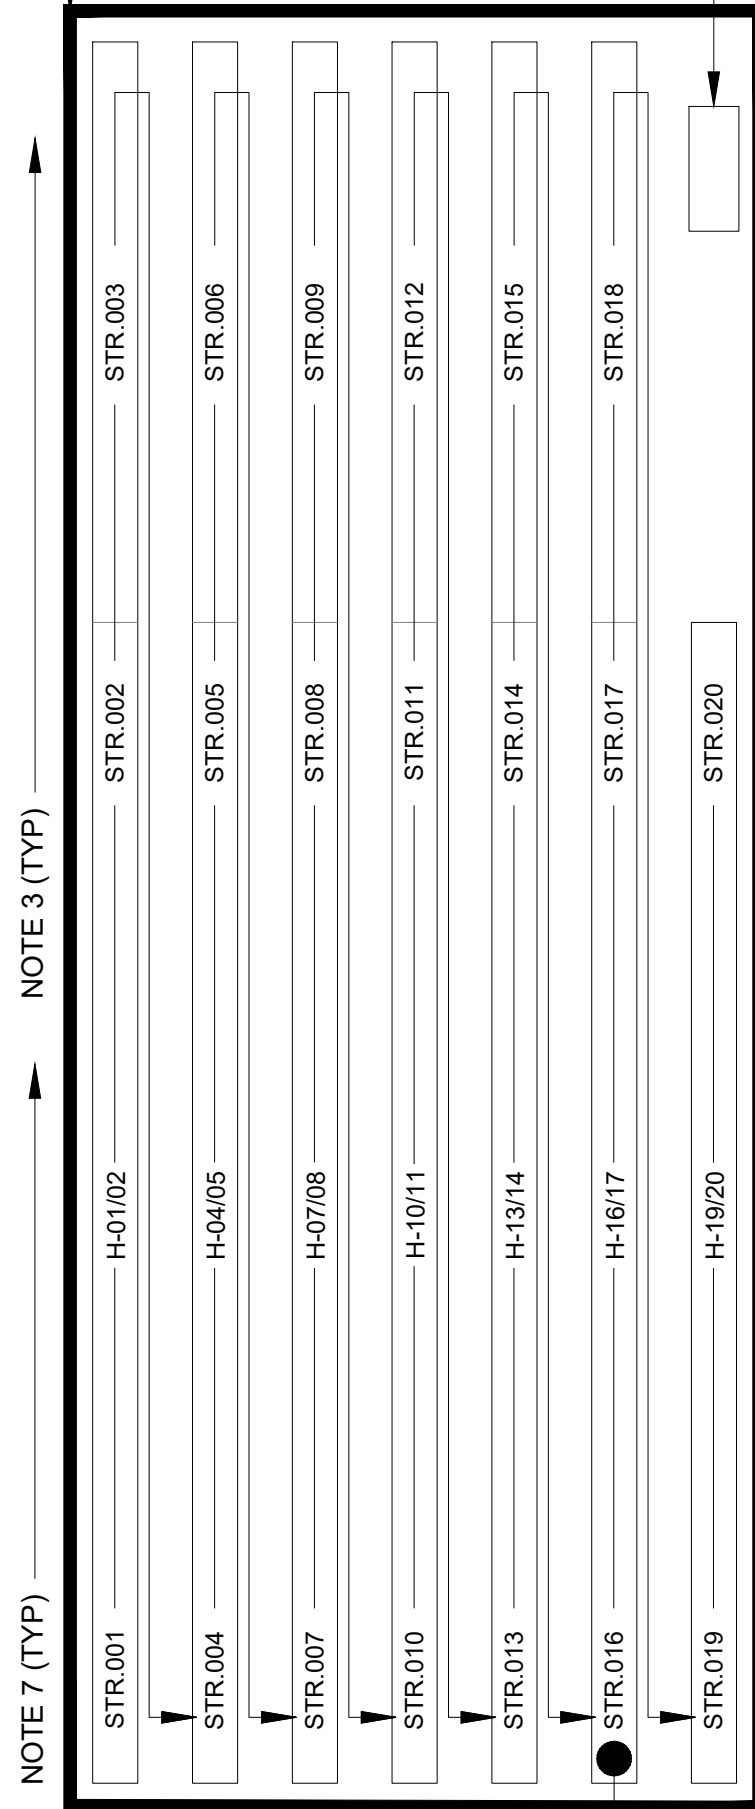 NOTE 7 (TYP)
NOTE 3 (TYP)
STR.001
H-01/02
STR.002
STR.003
STR.004
H-04/05
STR.005
STR.006
STR.007
H-07/08
STR.008
STR.009
STR.010
H-10/11
STR.011
STR.012
STR.013
H-13/14
STR.014
STR.015
STR.016
H-16/17
STR.017
STR.018
STR.019
H-19/20
STR.020